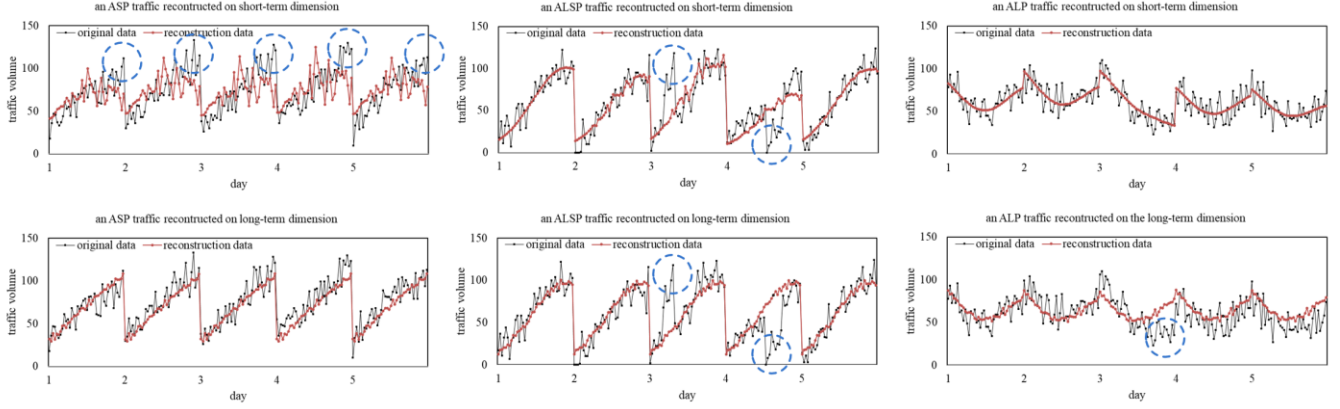 an ASP traffic recontructed on short-term dimension
original data
reconstruction data
traffic volume
150
100
50
0
1
2
3
4
5
day
an ALSP traffic recontructed on short-term dimension
original data
reconstruction data
traffic volume
150
100
50
0
1
2
3
4
5
day
an ALP traffic recontructed on short-term dimension
original data
reconstruction data
traffic volume
150
100
50
0
1
2
3
4
5
day
an ASP traffic recontructed on long-term dimension
original data
reconstruction data
traffic volume
150
100
50
0
1
2
3
4
5
day
an ALSP traffic recontructed on long-term dimension
original data
reconstruction data
traffic volume
150
100
50
0
1
2
3
4
5
day
an ALP traffic recontructed on the long-term dimension
original data
reconstruction data
traffic volume
150
100
50
0
1
2
3
4
5
day